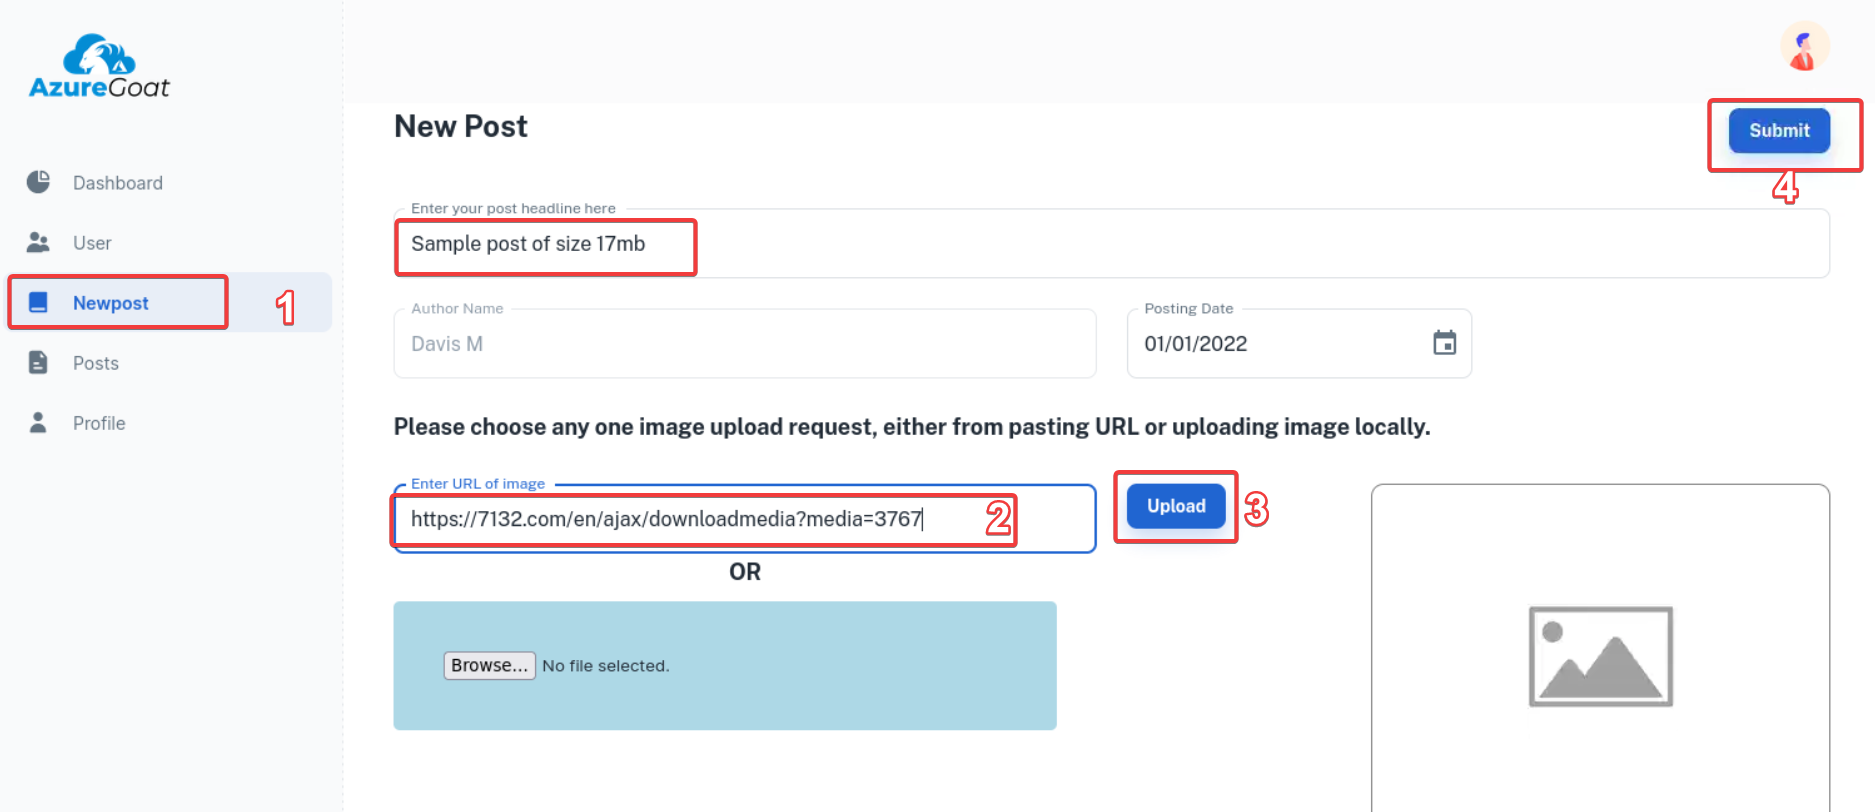 AzureGoat
Dashboard
User
Newpost
1
Posts
Profile
New Post
Submit
4
Enter your post headline here
Sample post of size 17mb
Author Name
Davis M
Posting Date
01/01/2022
Please choose any one image upload request, either from pasting URL or uploading image locally.
Enter URL of image
https://7132.com/en/ajax/downloadmedia?media=3767
2
Upload
3
OR
Browse... No file selected.